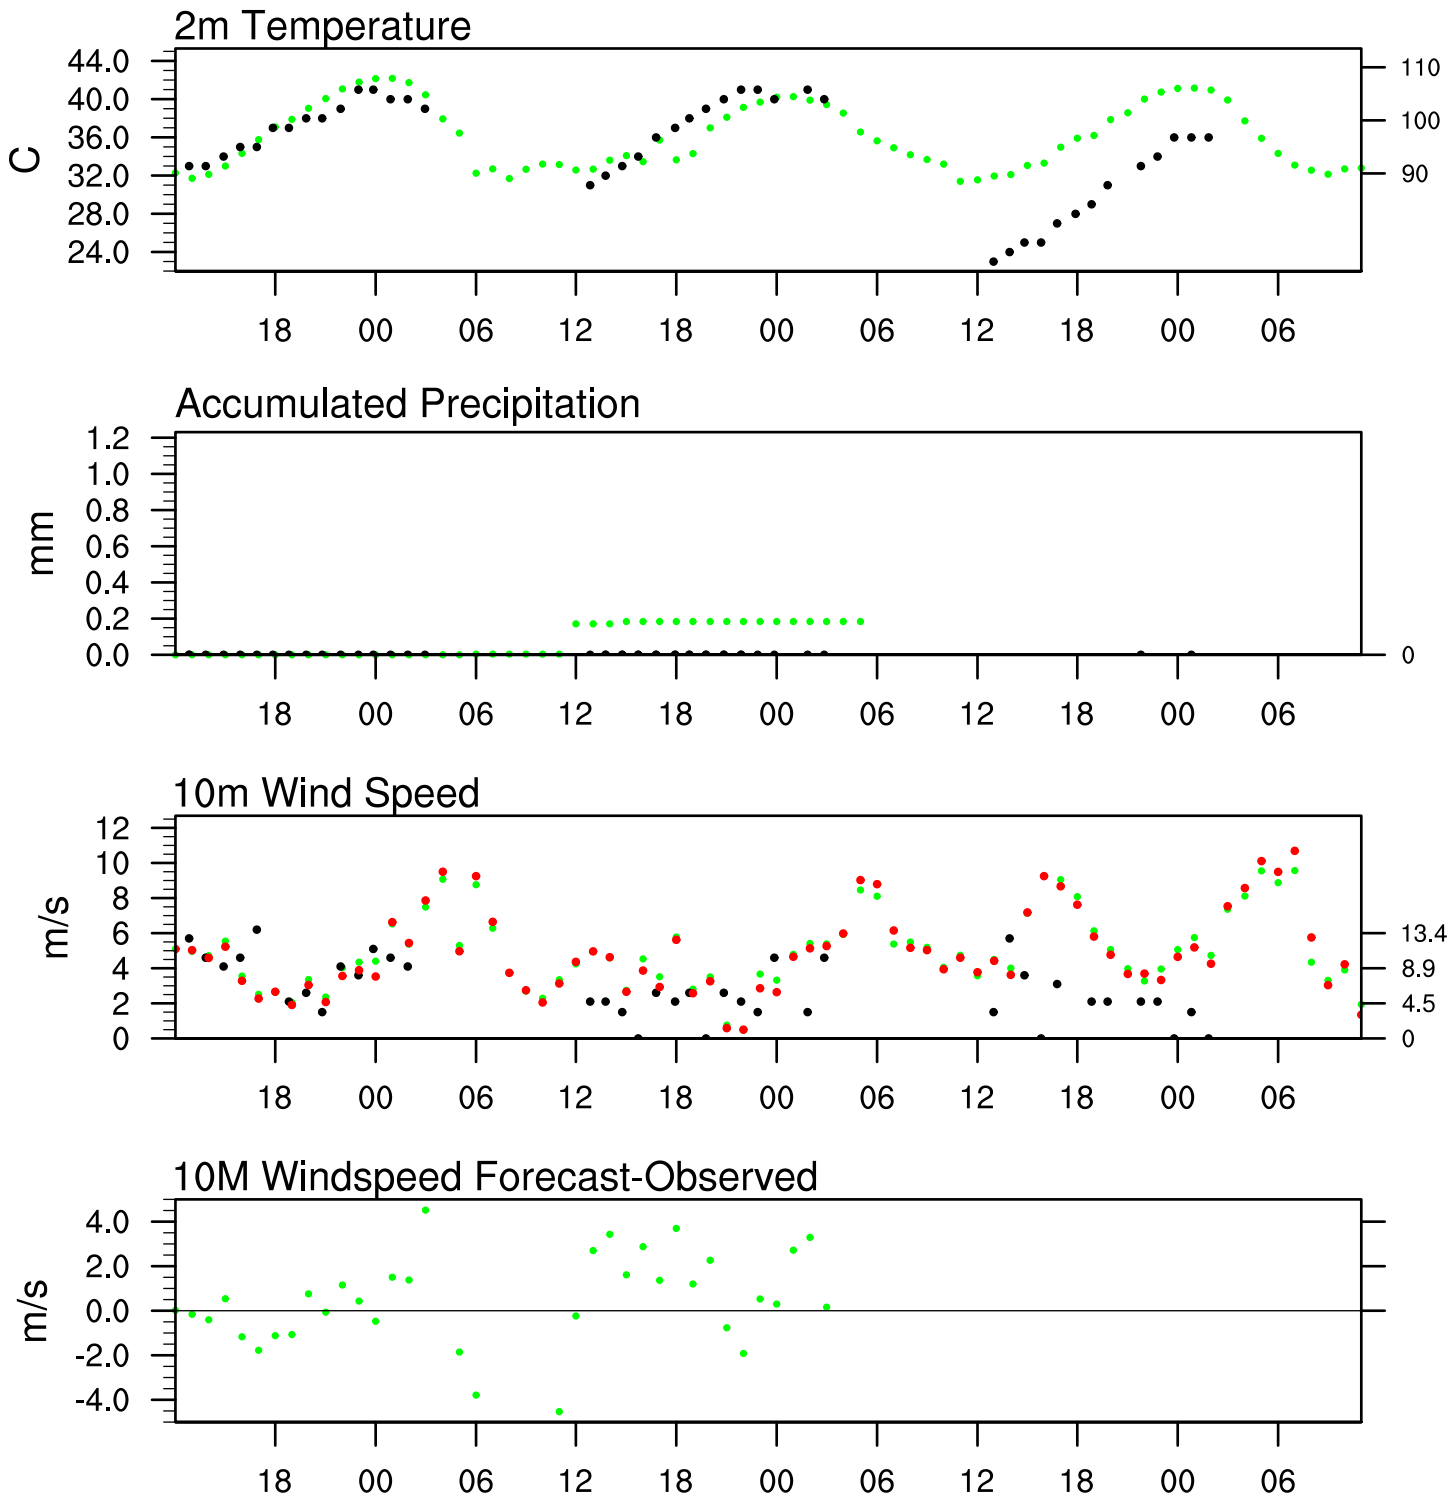 2m Temperature
44.0
40.0
36.0
32.0
28.0
24.0
C
110
100
90
18 00 06 12 18 00 06 12 18 00 06
Accumulated Precipitation
1.2
1.0
0.8
0.6
0.4
0.2
0.0
mm
0
18 00 06 12 18 00 06 12 18 00 06
10m Wind Speed
12
10
8
6
4
2
0
m/s
13.4
8.9
4.5
0
18 00 06 12 18 00 06 12 18 00 06
10M Windspeed Forecast-Observed
4.0
2.0
0.0
-2.0
-4.0
m/s
18 00 06 12 18 00 06 12 18 00 06